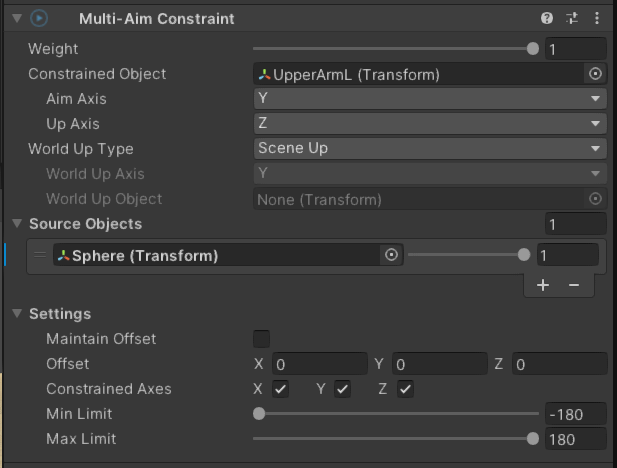 Multi-Aim Constraint
Weight 1
Constrained Object UpperArmL (Transform)
Aim Axis Y
Up Axis Z
World Up Type Scene Up
World Up Axis Y
World Up Object None (Transform)
Source Objects 1
Sphere (Transform) 1
Settings
Maintain Offset
Offset X 0 Y 0 Z 0
Constrained Axes X Y Z
Min Limit -180
Max Limit 180